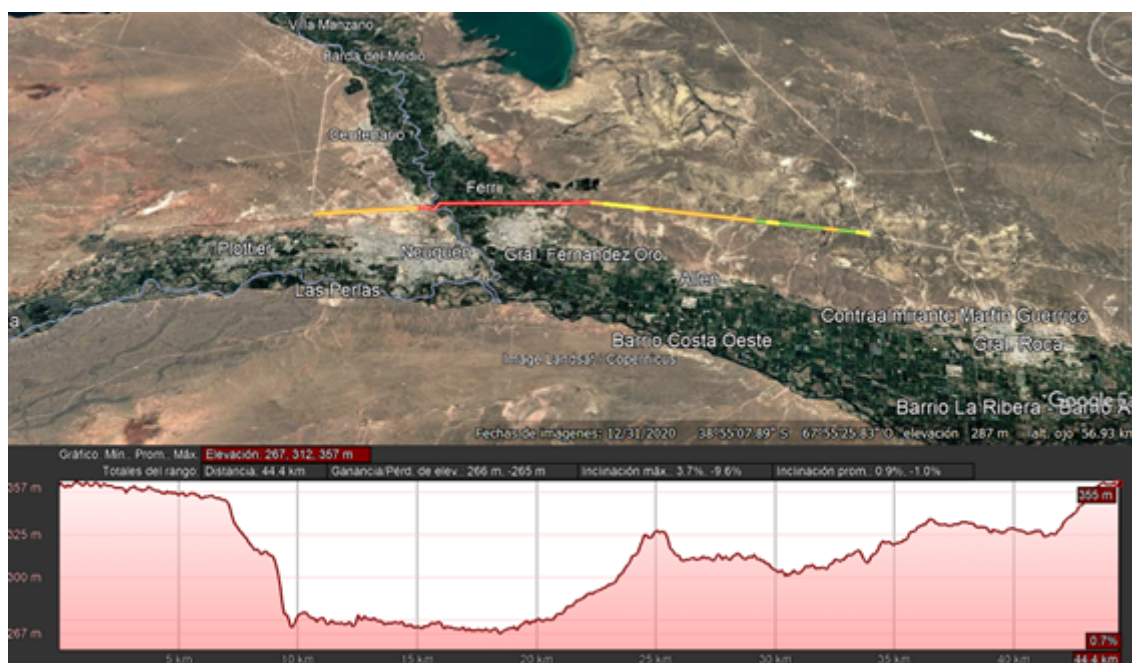 Villa Manzano
Barda del Medio
Centenario
Ferri
Plottier
Neuquén
Gral. Fernandez Oro.
Las Perlas
Allen
a
Contraalmirante Martín Guerrico
Barrio Costa Oeste
Gral. Roca
Image Landsat / Copernicus
Barrio La Ribera - Barrio A
Google Ea
Fechas de imágenes: 12/31/2020 38°55'07.89" S 67°55'25.83" O elevación 287 m alt. ojo 56.93 km
Gráfico: Mín., Prom., Máx. Elevación: 267, 312, 357 m
Totales del rango: Distancia: 44.4 km Ganancia/Pérd. de elev.: 266 m, -265 m Inclinación máx.: 3.7%, -9.6% Inclinación prom.: 0.9%, -1.0%
357 m
355 m
325 m
300 m
267 m
0.7%
5 km 10 km 15 km 20 km 25 km 30 km 35 km 40 km 44.4 km